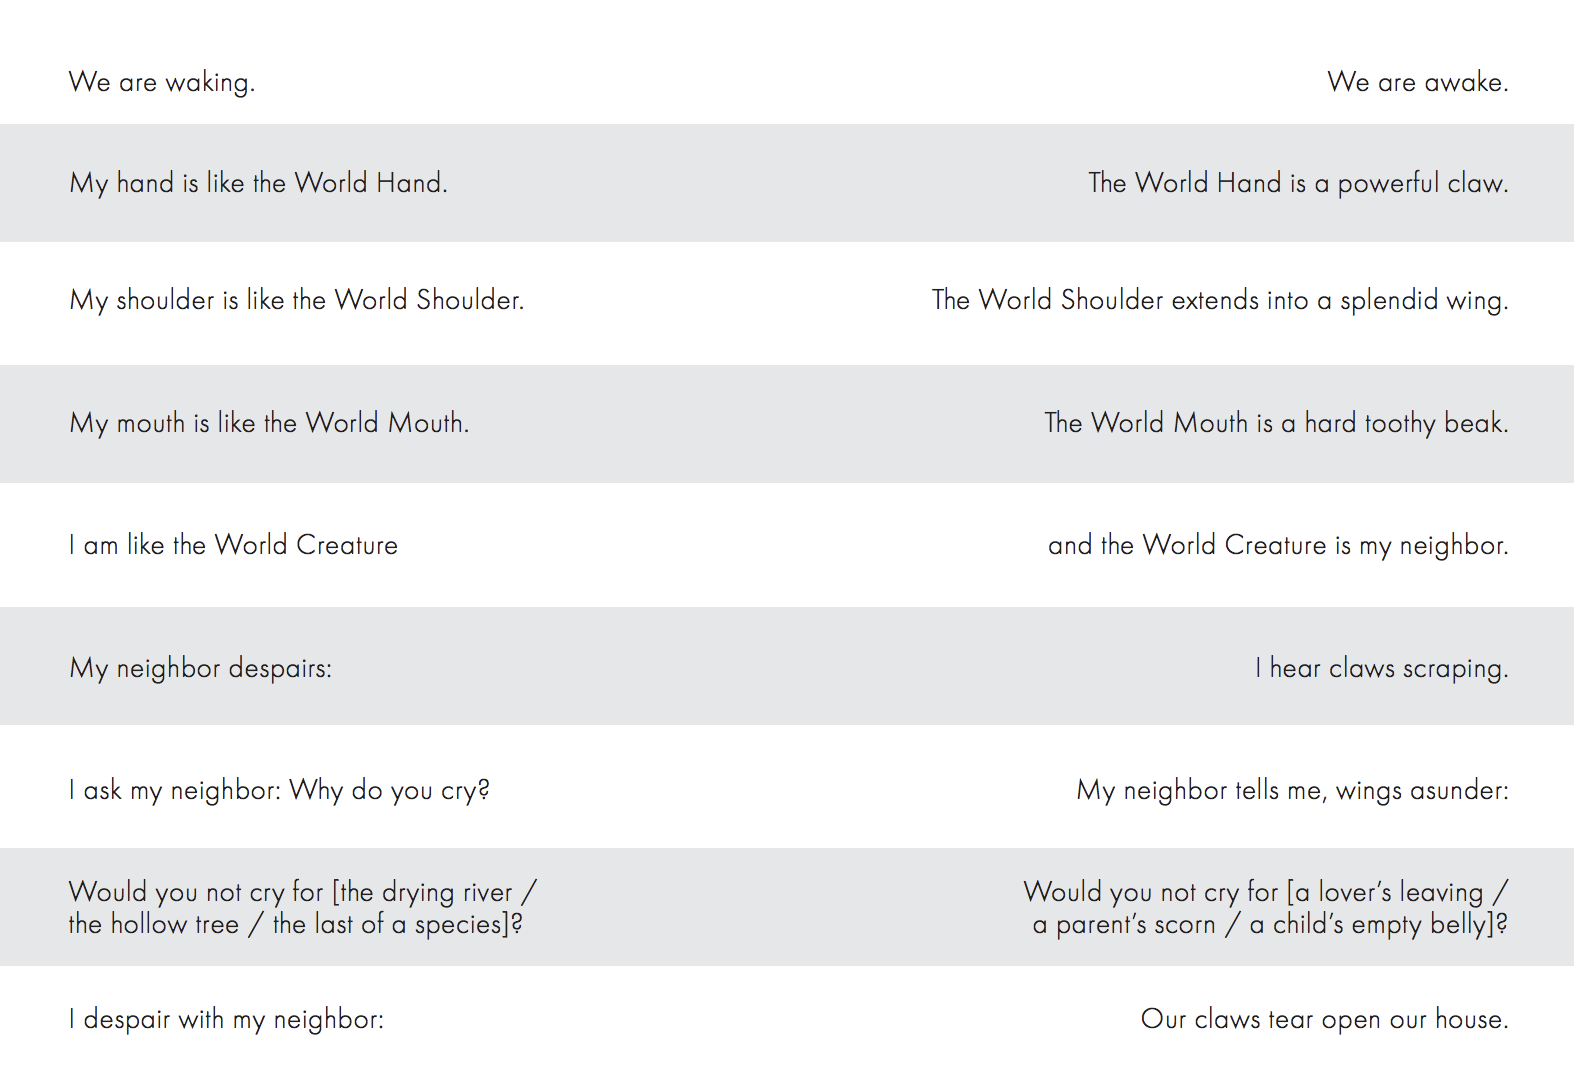 We are waking.
We are awake.
My hand is like the World Hand.
The World Hand is a powerful claw.
My shoulder is like the World Shoulder.
The World Shoulder extends into a splendid wing.
My mouth is like the World Mouth.
The World Mouth is a hard toothy beak.
I am like the World Creature
and the World Creature is my neighbor.
My neighbor despairs:
I hear claws scraping.
I ask my neighbor: Why do you cry?
My neighbor tells me, wings asunder:
Would you not cry for [the drying river /
the hollow tree / the last of a species]?
Would you not cry for [a lover’s leaving /
a parent’s scorn / a child’s empty belly]?
I despair with my neighbor:
Our claws tear open our house.